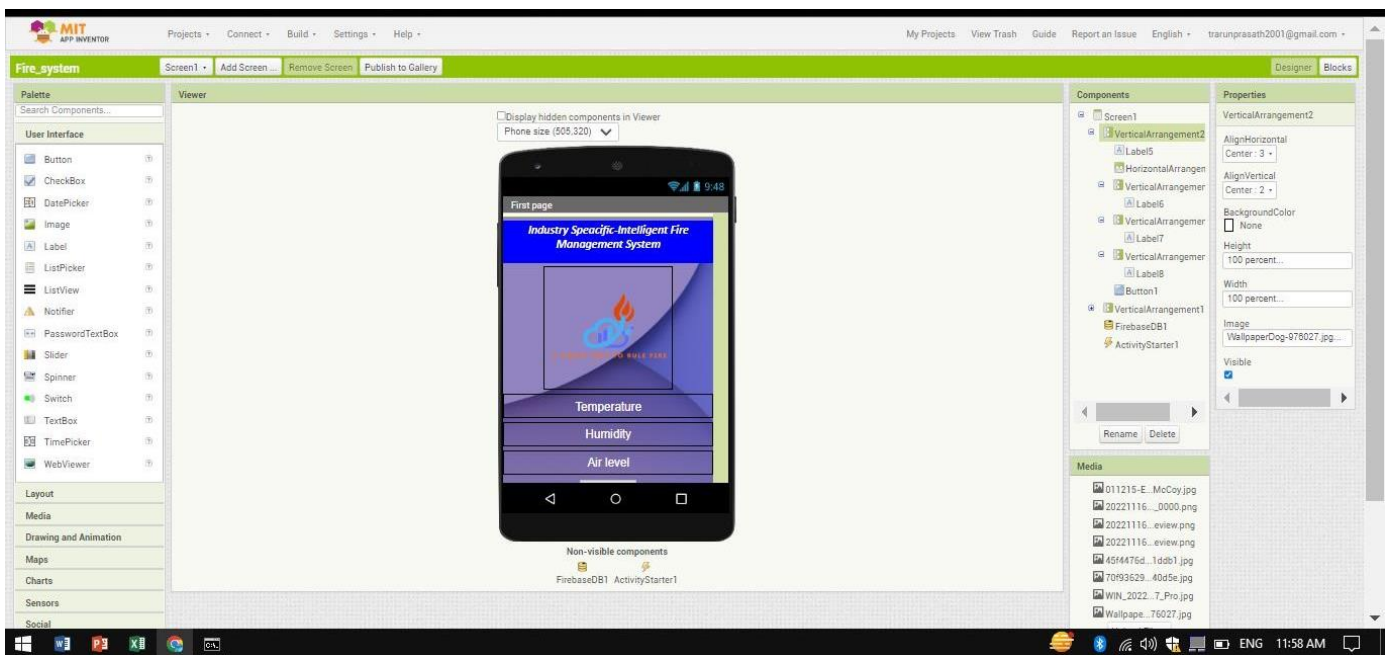 MIT
APP INVENTOR
Projects Connect Build Settings Help
My Projects View Trash Guide Report an Issue English trarunprasath2001@gmail.com
Fire_system
Screen1 Add Screen ... Remove Screen Publish to Gallery
Designer Blocks
Palette
Search Components...
User Interface
Button
CheckBox
DatePicker
Image
Label
ListPicker
ListView
Notifier
PasswordTextBox
Slider
Spinner
Switch
TextBox
TimePicker
WebViewer
Layout
Media
Drawing and Animation
Maps
Charts
Sensors
Social
Viewer
Display hidden components in Viewer
Phone size (505,320)
9:48
First page
Industry Speacific-Intelligent Fire
Management System
RULE FIRE
Temperature
Humidity
Air level
Non-visible components
FirebaseDB1 ActivityStarter1
Components
Screen1
VerticalArrangement2
Label5
HorizontalArrangen
VerticalArrangemer
Label6
VerticalArrangemer
Label7
VerticalArrangemer
Label8
Button1
VerticalArrangement1
FirebaseDB1
ActivityStarter1
Rename Delete
Media
011215-E...McCoy.jpg
20221116..._0000.png
20221116...eview.png
20221116...eview.png
45f4476d...1ddb1.jpg
70f93629...40d5e.jpg
WIN_2022...7_Pro.jpg
Wallpape...76027.jpg
Properties
VerticalArrangement2
AlignHorizontal
Center : 3
AlignVertical
Center : 2
BackgroundColor
None
Height
100 percent...
Width
100 percent...
Image
WallpaperDog-976027.jpg...
Visible
ENG 11:58 AM